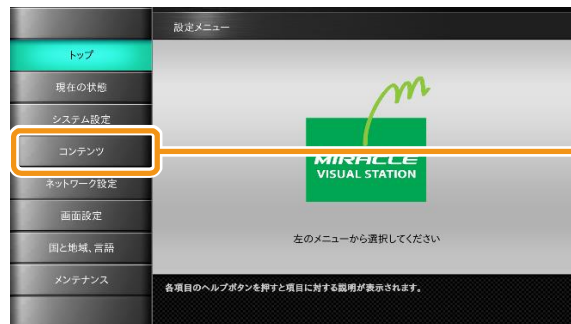 設定メニュー
トップ
現在の状態
システム設定
コンテンツ
ネットワーク設定
画面設定
国と地域、言語
メンテナンス
MIRACLE
VISUAL STATION
左のメニューから選択してください
各項目のヘルプボタンを押すと項目に対する説明が表示されます。